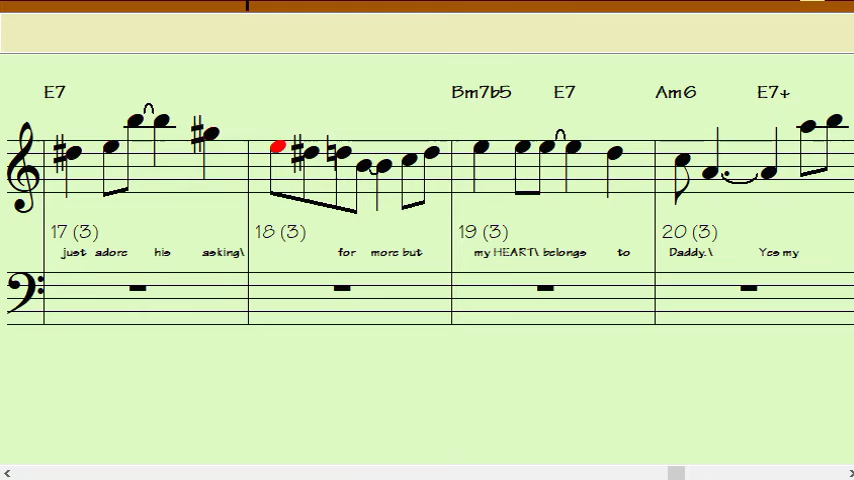 E7 Bm7b5 E7 Am6 E7+
17 (3) 18 (3) 19 (3) 20 (3)
just adore his asking\ for more but my HEART\ belongs to Daddy.\ Yes my